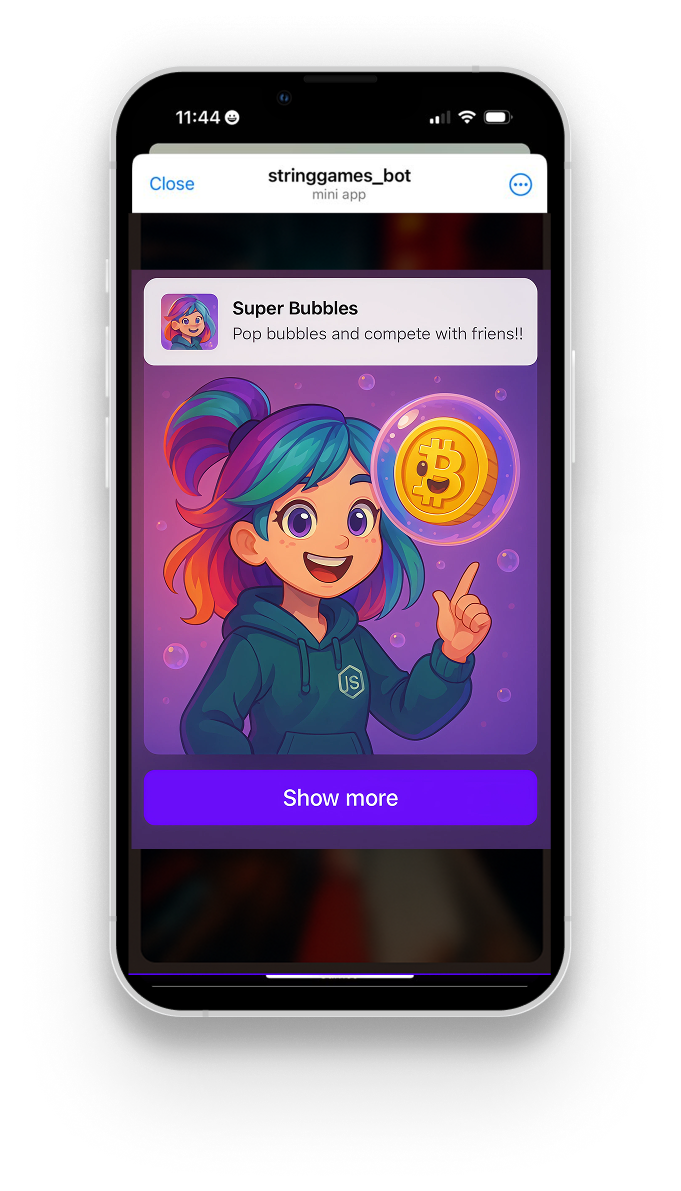 11:44
Close
stringgames_bot
mini app
Super Bubbles
Pop bubbles and compete with friens!!
B
JS
Show more